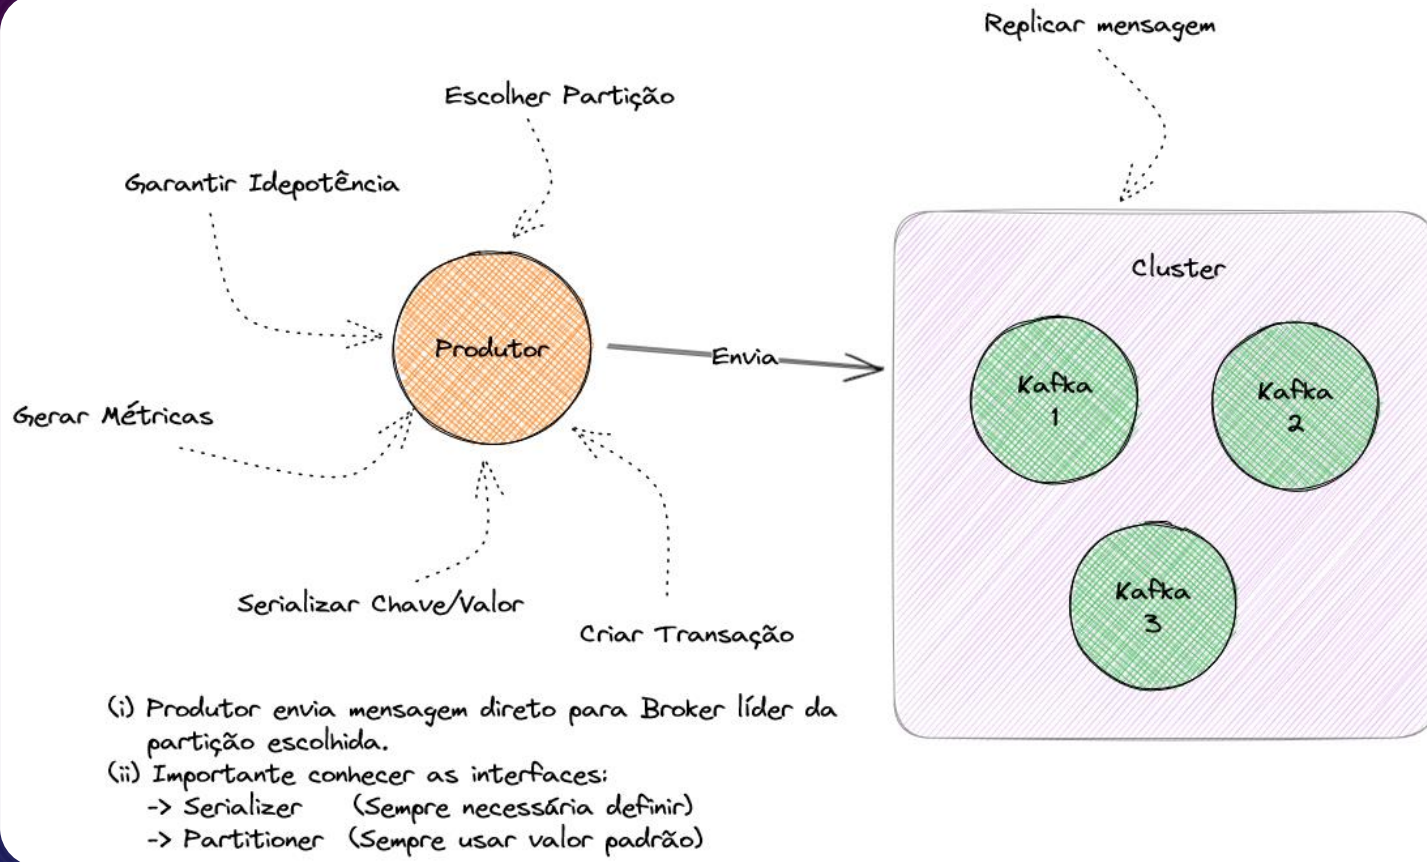 Replicar mensagem
Escolher Partição
Garantir Idepotência
Cluster
Produtor
Envia
Kafka
1
Kafka
2
Gerar Métricas
Kafka
3
Serializar Chave/Valor
Criar Transação
(i) Produtor envia mensagem direto para Broker líder da
partição escolhida.
(ii) Importante conhecer as interfaces:
-> Serializer (Sempre necessária definir)
-> Partitioner (Sempre usar valor padrão)